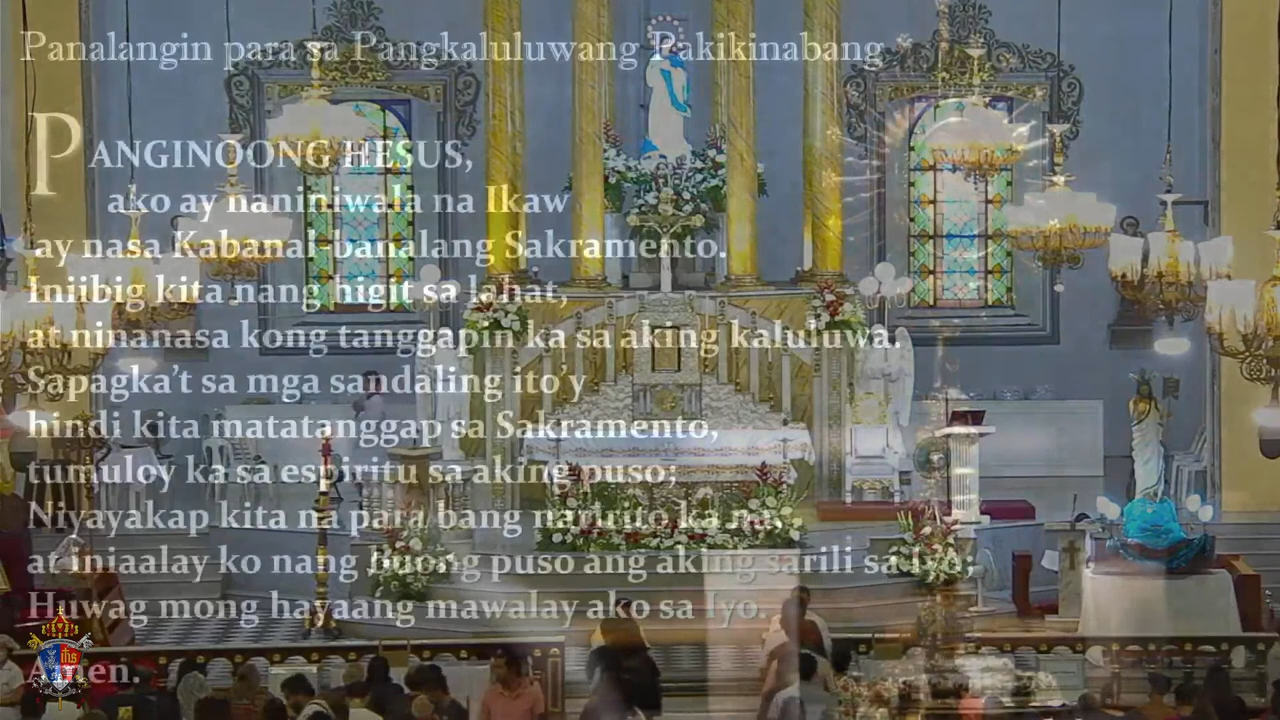 Panalangin para sa Pangkaluluwang Pakikinabang
PANGINOONG HESUS,
ako ay naniniwala na Ikaw
ay nasa Kabanal-banalang Sakramento.
Iniibig kita nang higit sa lahat,
at ninanasa kong tanggapin ka sa aking kaluluwa.
Sapagka't sa mga sandaling ito'y
hindi kita matatanggap sa Sakramento,
tumuloy ka sa espiritu sa aking puso;
Niyayakap kita na para bang naririto ka na,
at iniaalay ko nang buong puso ang aking sarili sa Iyo;
Huwag mong hayaang mawalay ako sa Iyo.
Amen.
ihs